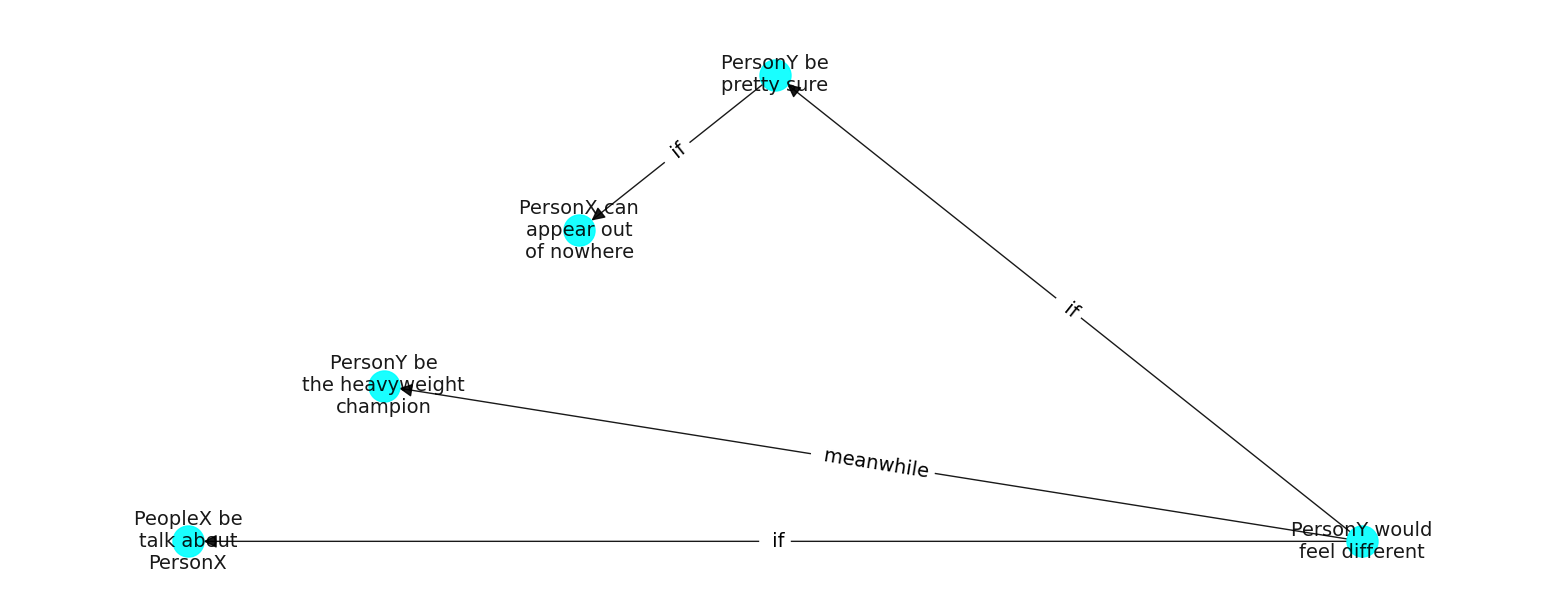 PersonY be
pretty sure
if
PersonX can
appear out
of nowhere
if
PersonY be
the heavyweight
champion
meanwhile
PeopleX be
talk about
PersonX
if
PersonY would
feel different